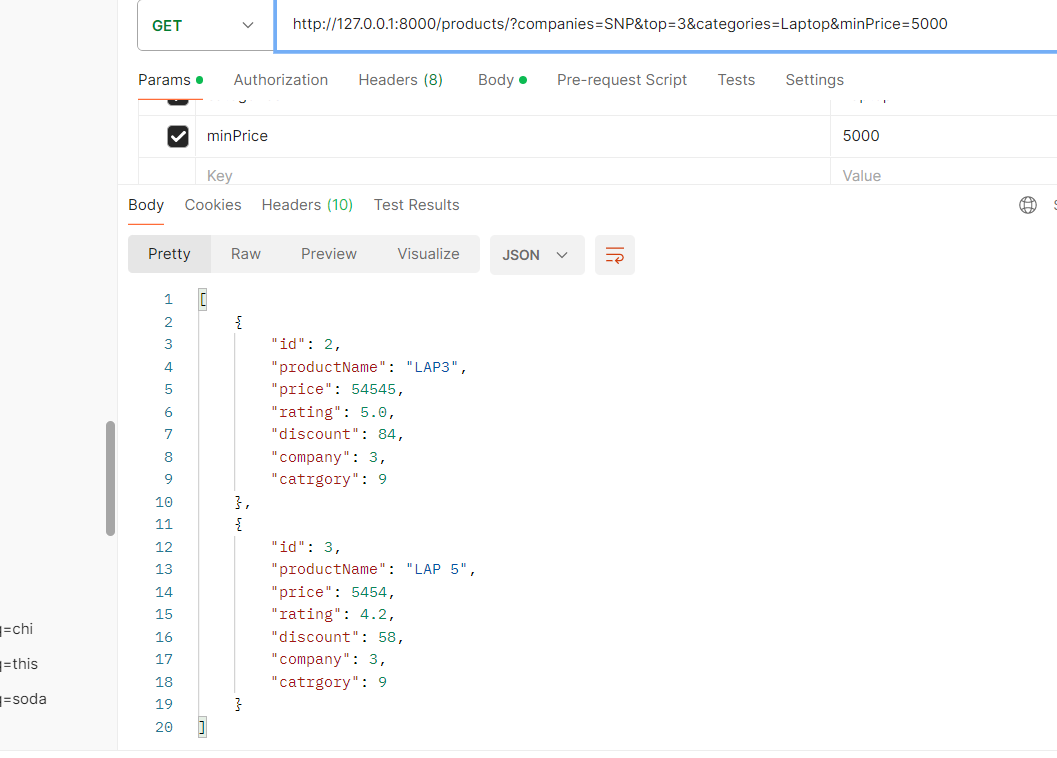 GET
http://127.0.0.1:8000/products/?companies=SNP&top=3&categories=Laptop&minPrice=5000
Params Authorization Headers (8) Body Pre-request Script Tests Settings
minPrice 5000
Key Value
Body Cookies Headers (10) Test Results
Pretty Raw Preview Visualize JSON
1 [
2 {
3 "id": 2,
4 "productName": "LAP3",
5 "price": 54545,
6 "rating": 5.0,
7 "discount": 84,
8 "company": 3,
9 "catrgory": 9
10 },
11 {
12 "id": 3,
13 "productName": "LAP 5",
14 "price": 5454,
15 "rating": 4.2,
16 "discount": 58,
17 "company": 3,
18 "catrgory": 9
19 }
20 ]
=chi
=this
=soda